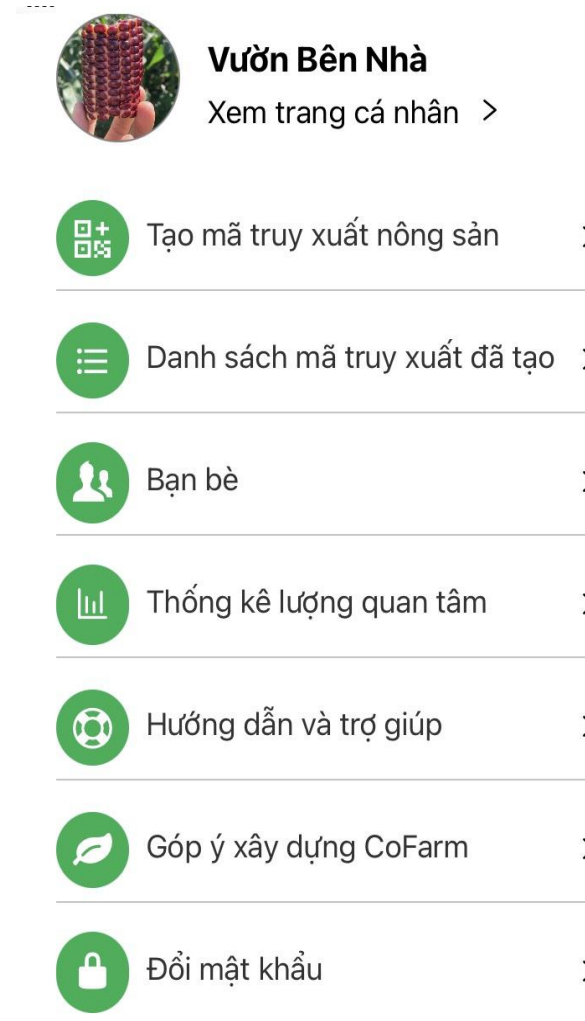 Vườn Bên Nhà
Xem trang cá nhân >
Tạo mã truy xuất nông sản
Danh sách mã truy xuất đã tạo
Bạn bè
Thống kê lượng quan tâm
Hướng dẫn và trợ giúp
Góp ý xây dựng CoFarm
Đổi mật khẩu